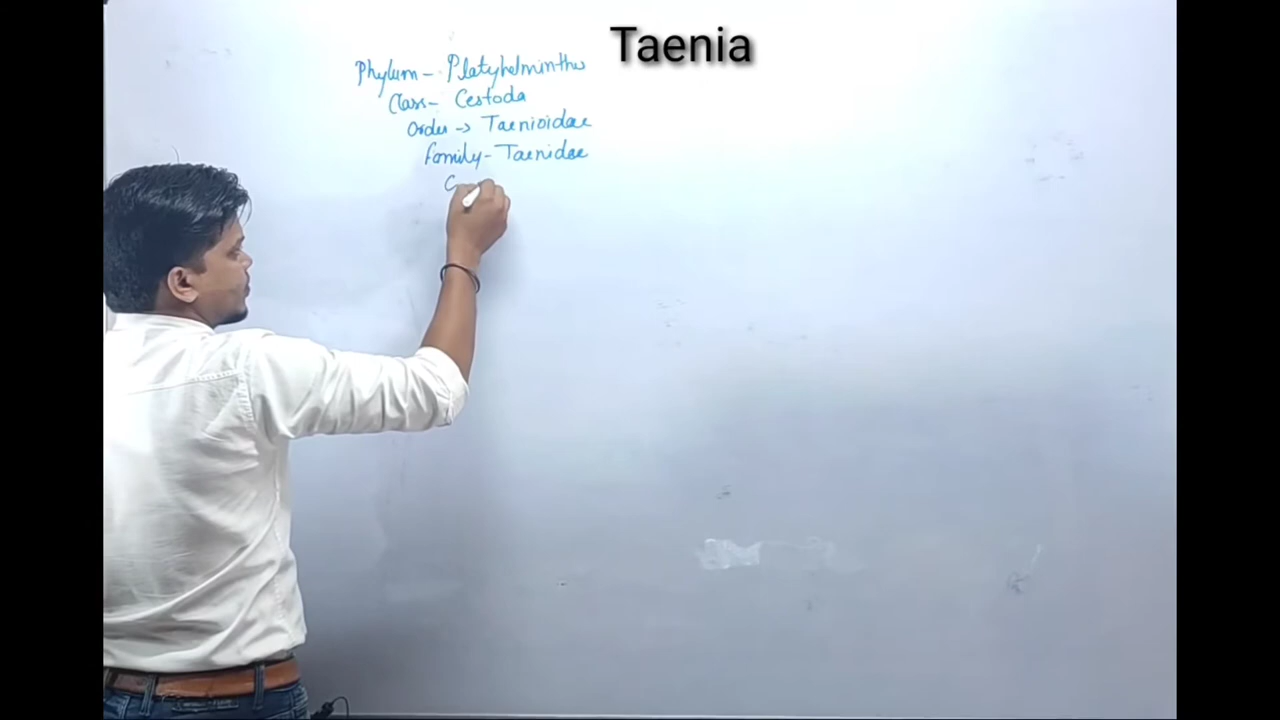 Taenia
Phylum - Platyhelminthes
Class - Cestoda
Order -> Taenioidae
Family - Taenidae